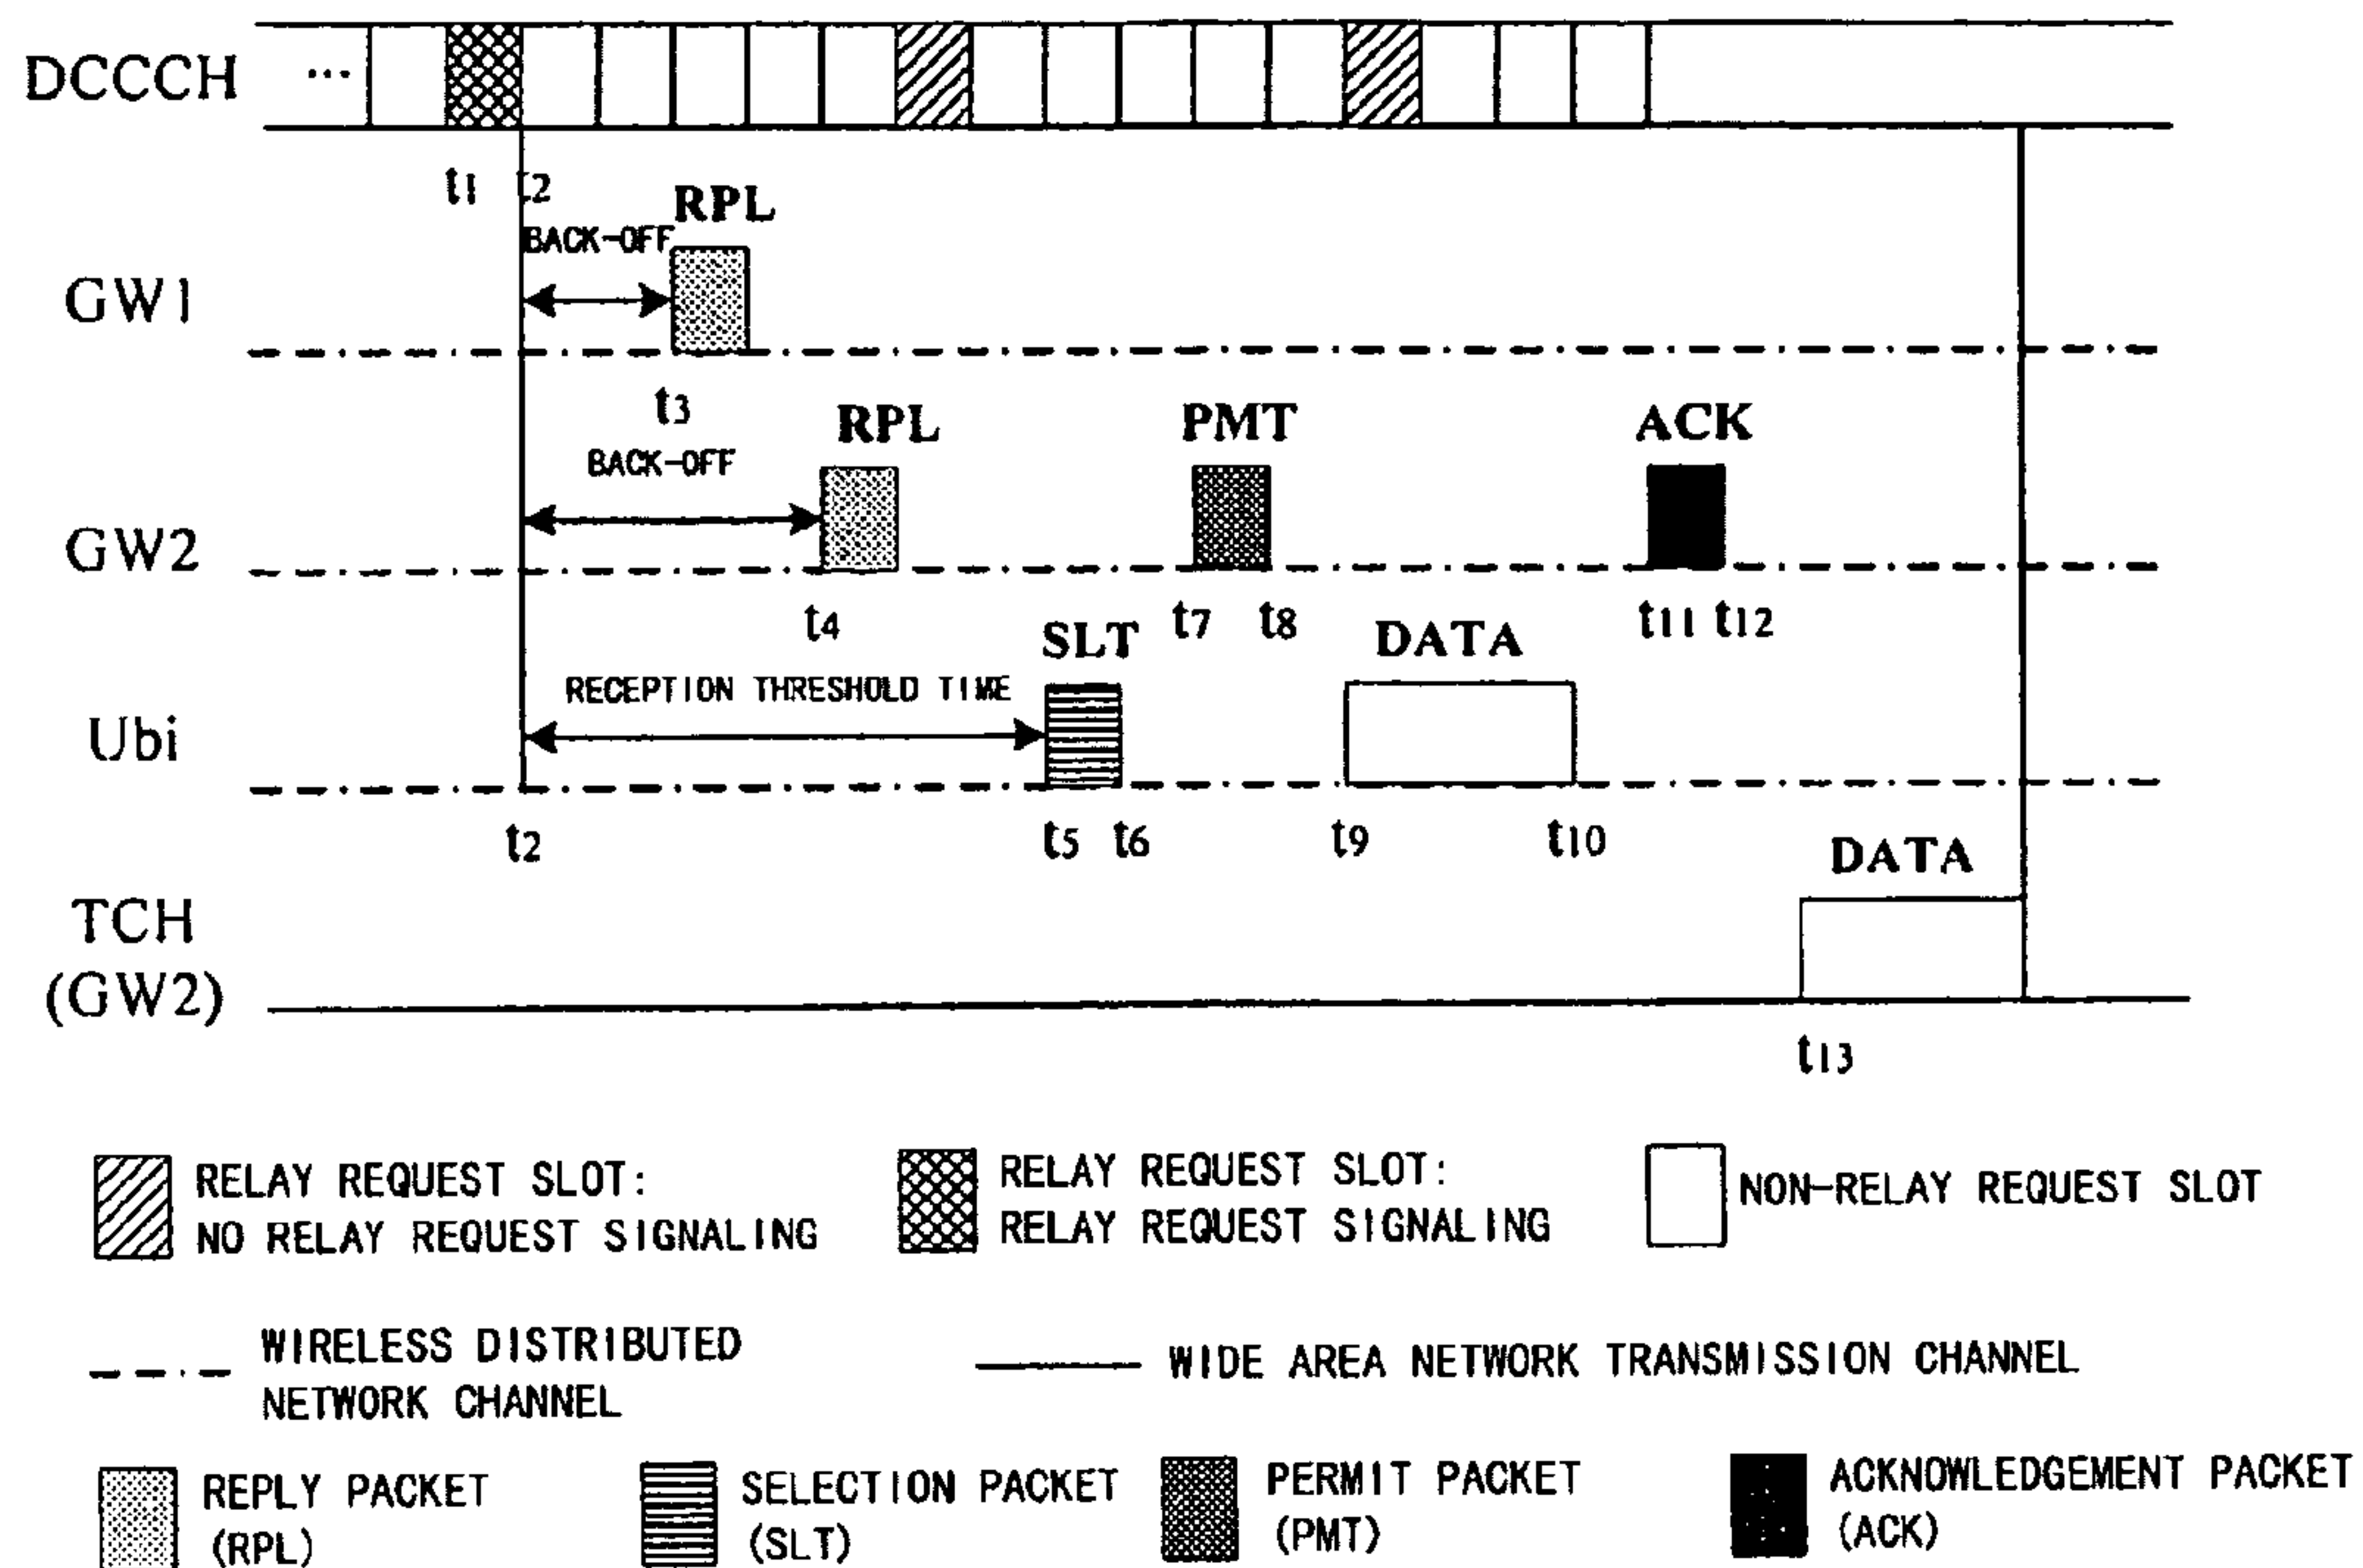 DCCCH ...
t1 t2
RPL
BACK-OFF
GW1
t3
RPL PMT ACK
BACK-OFF
GW2
t4 t7 t8 t11 t12
SLT DATA
RECEPTION THRESHOLD TIME
Ubi
t2 t5 t6 t9 t10
DATA
TCH
(GW2)
t13
RELAY REQUEST SLOT:
NO RELAY REQUEST SIGNALING
RELAY REQUEST SLOT:
RELAY REQUEST SIGNALING
NON-RELAY REQUEST SLOT
WIRELESS DISTRIBUTED
NETWORK CHANNEL
WIDE AREA NETWORK TRANSMISSION CHANNEL
REPLY PACKET
(RPL)
SELECTION PACKET
(SLT)
PERMIT PACKET
(PMT)
ACKNOWLEDGEMENT PACKET
(ACK)